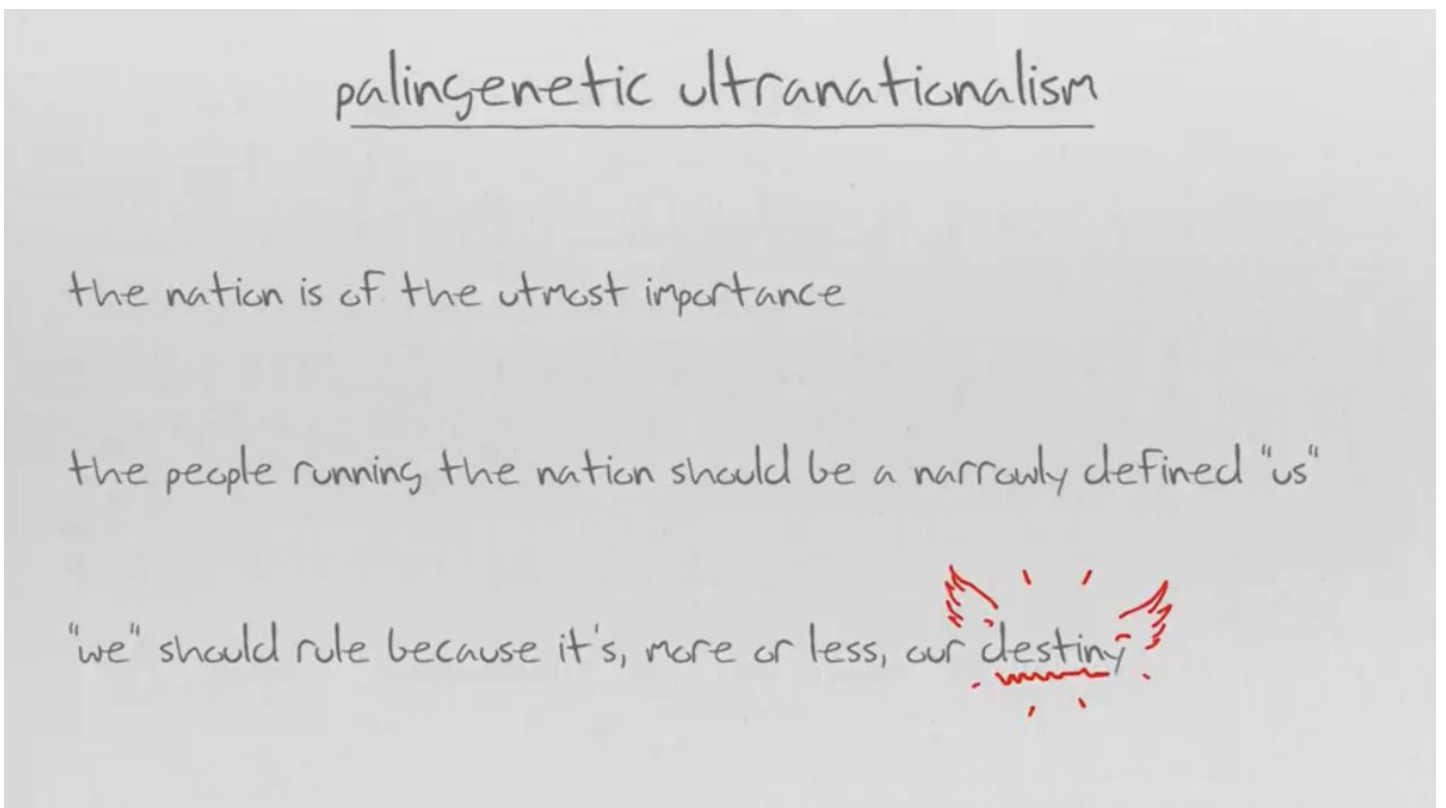 palingenetic ultranationalism
the nation is of the utmost importance
the people running the nation should be a narrowly defined "us"
"we" should rule because it's, more or less, our destiny